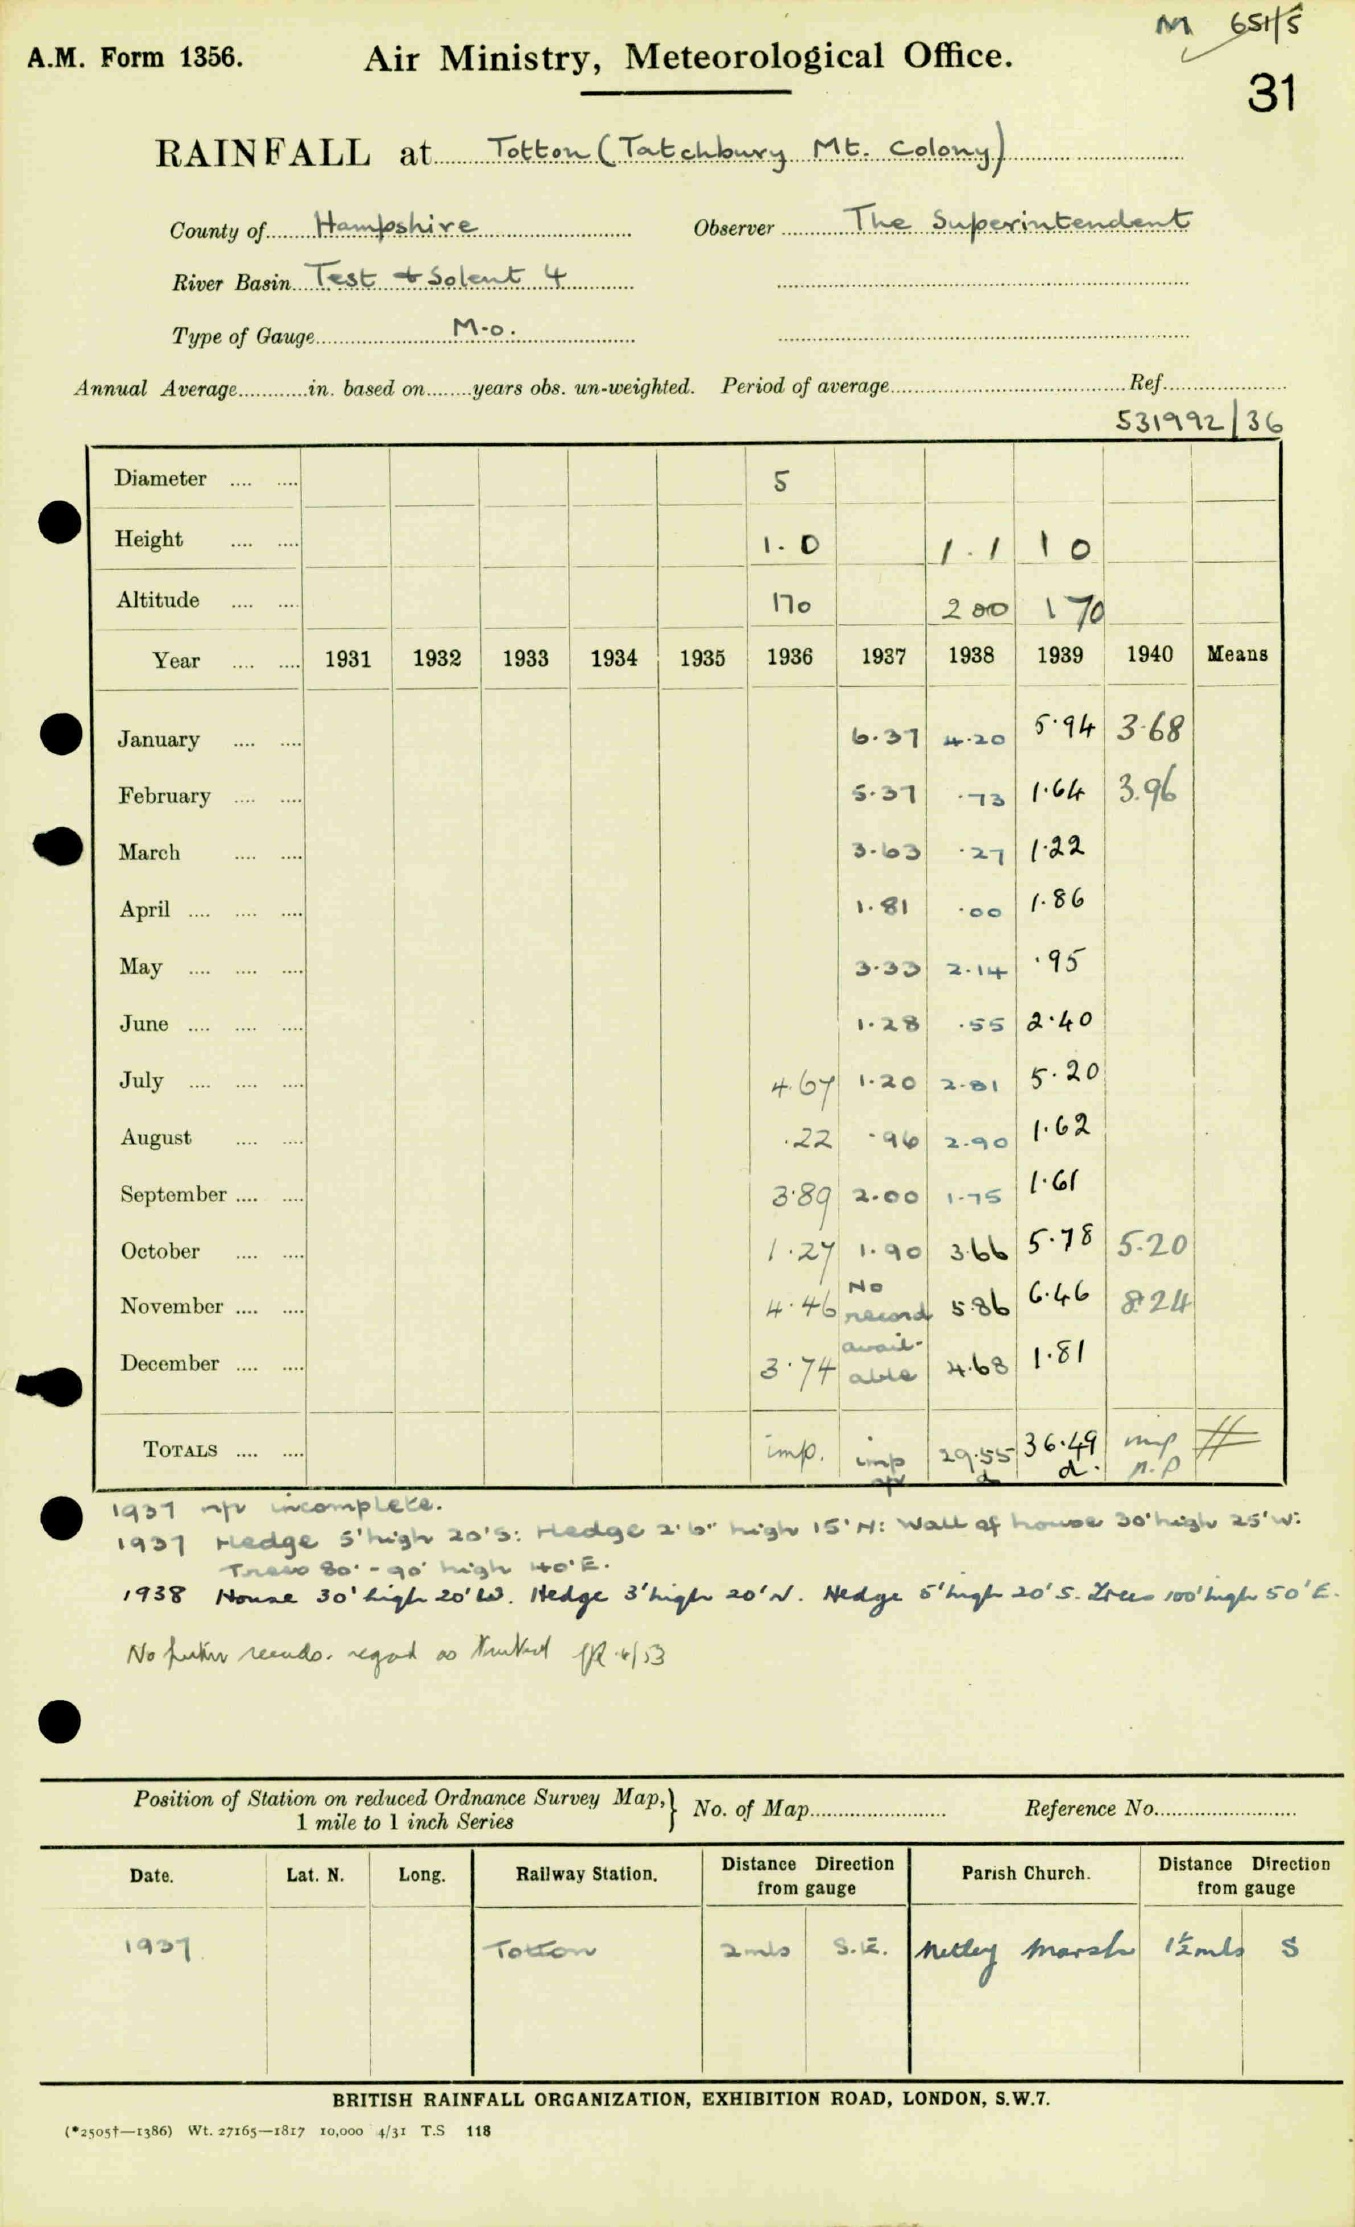 M 651/5
A.M. Form 1356. Air Ministry, Meteorological Office.
31
RAINFALL at Totton (Tatchbury Mt. Colony)
County of Hampshire Observer The Superintendent
River Basin Test & Solent 4
Type of Gauge M.O.
Annual Average in. based on years obs. un-weighted. Period of average Ref.
531992/36
Diameter 5
Height 1.0 1.1 1 0
Altitude 170 200 170
Year 1931 1932 1933 1934 1935 1936 1937 1938 1939 1940 Means
January 6.37 4.20 5.94 3.68
February 5.37 .73 1.64 3.96
March 3.63 .27 1.22
April 1.81 .00 1.86
May 3.33 2.14 .95
June 1.28 .55 2.40
July 4.67 1.20 2.81 5.20
August .22 .96 2.90 1.62
September 3.89 2.00 1.75 1.61
October 1.27 1.90 3.66 5.78 5.20
November 4.46 No record 5.86 6.46 8.24
December 3.74 avail-able 4.68 1.81
TOTALS imp. imp 29.55 36.49 imp
d d. n.p
1937 n/r incomplete.
1937 Hedge 5' high 20' S: Hedge 2' 6" high 15' N: Wall of house 30' high 25' W:
Trees 80' - 90' high 40' E.
1938 House 30' high 20' W. Hedge 3' high 20' N. Hedge 5' high 20' S. Trees 100' high 50' E.
No further records. regard as
Position of Station on reduced Ordnance Survey Map, } No. of Map Reference No.
1 mile to 1 inch Series
Date. Lat. N. Long. Railway Station. Distance Direction from gauge Parish Church. Distance Direction from gauge
1937 Totton 2 mls S.E. Netley Marsh 1½ mls S
BRITISH RAINFALL ORGANIZATION, EXHIBITION ROAD, LONDON, S.W.7.
(*2505†—1386) Wt. 27165—1817 10,000 4/31 T.S 118